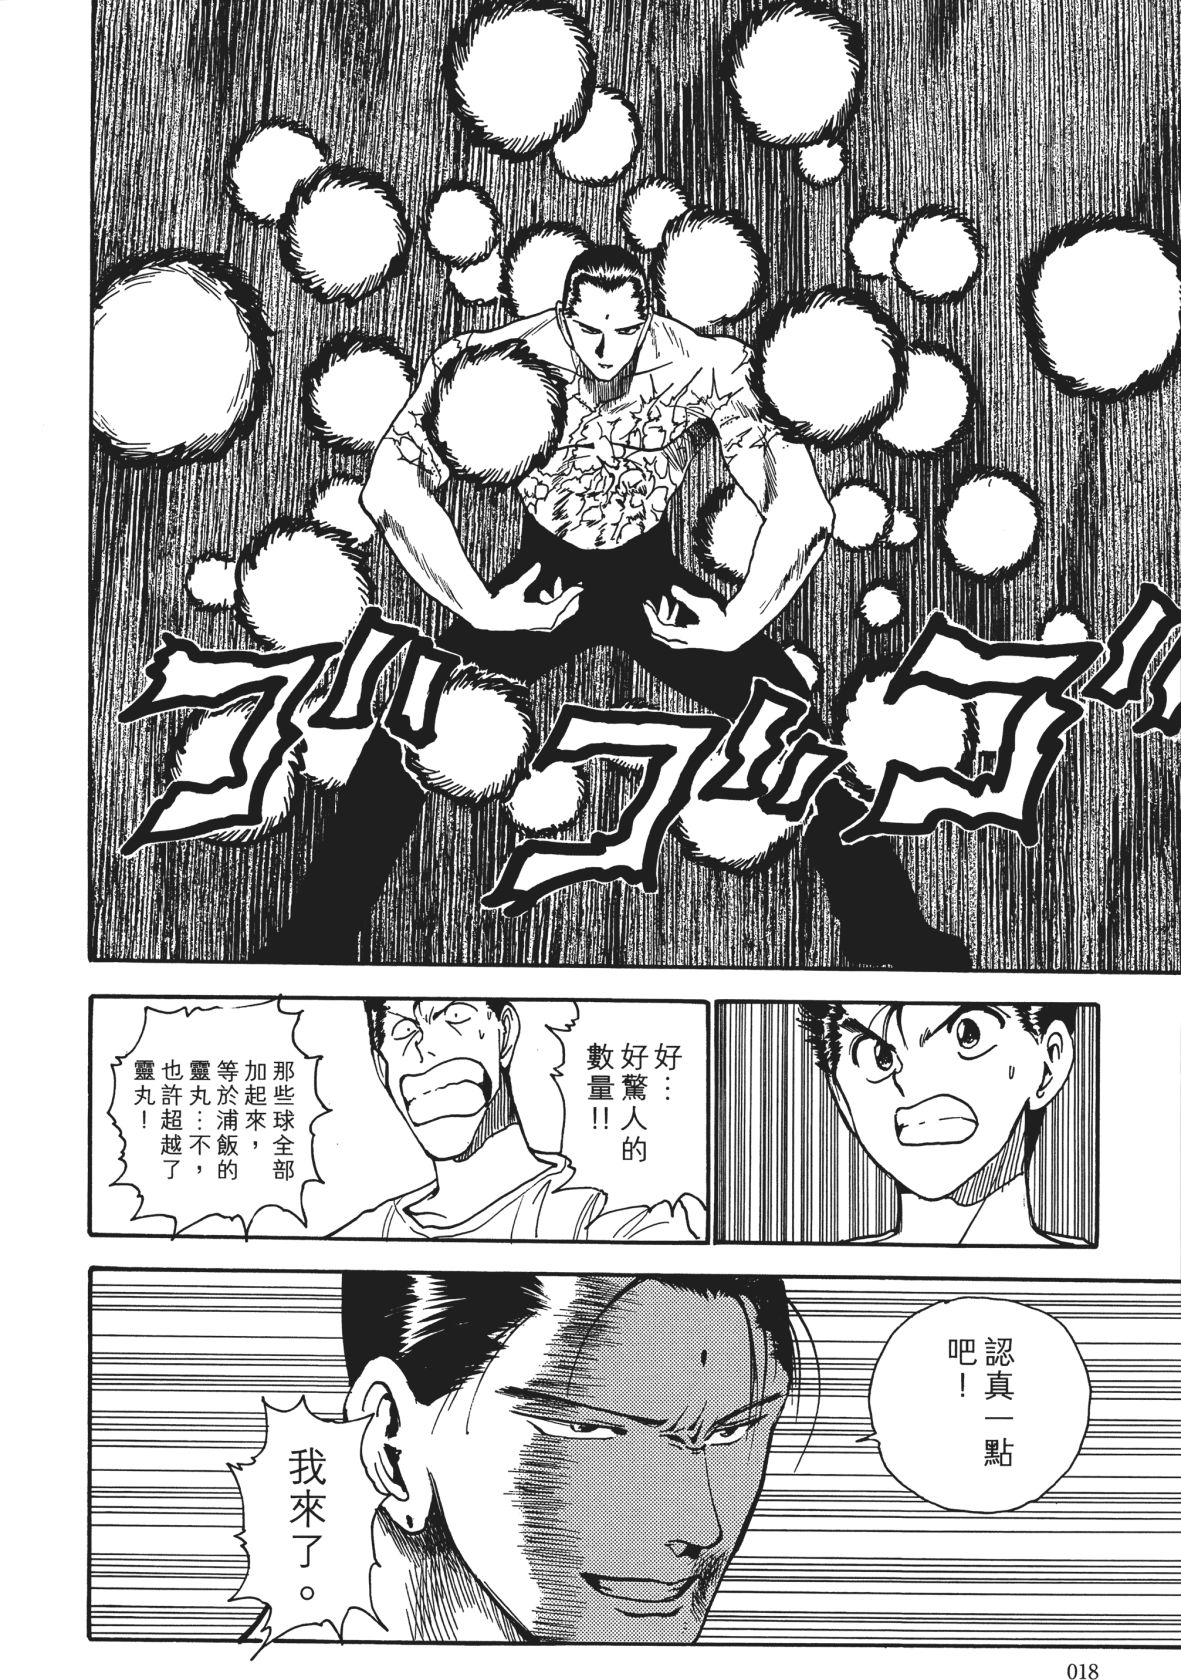 ゴゴゴ
好…
好驚人的
數量!!
那些球全部
加起來，
等於浦飯的
靈丸…不，
也許超越了
靈丸！
認真一點
吧！
我來了。
018